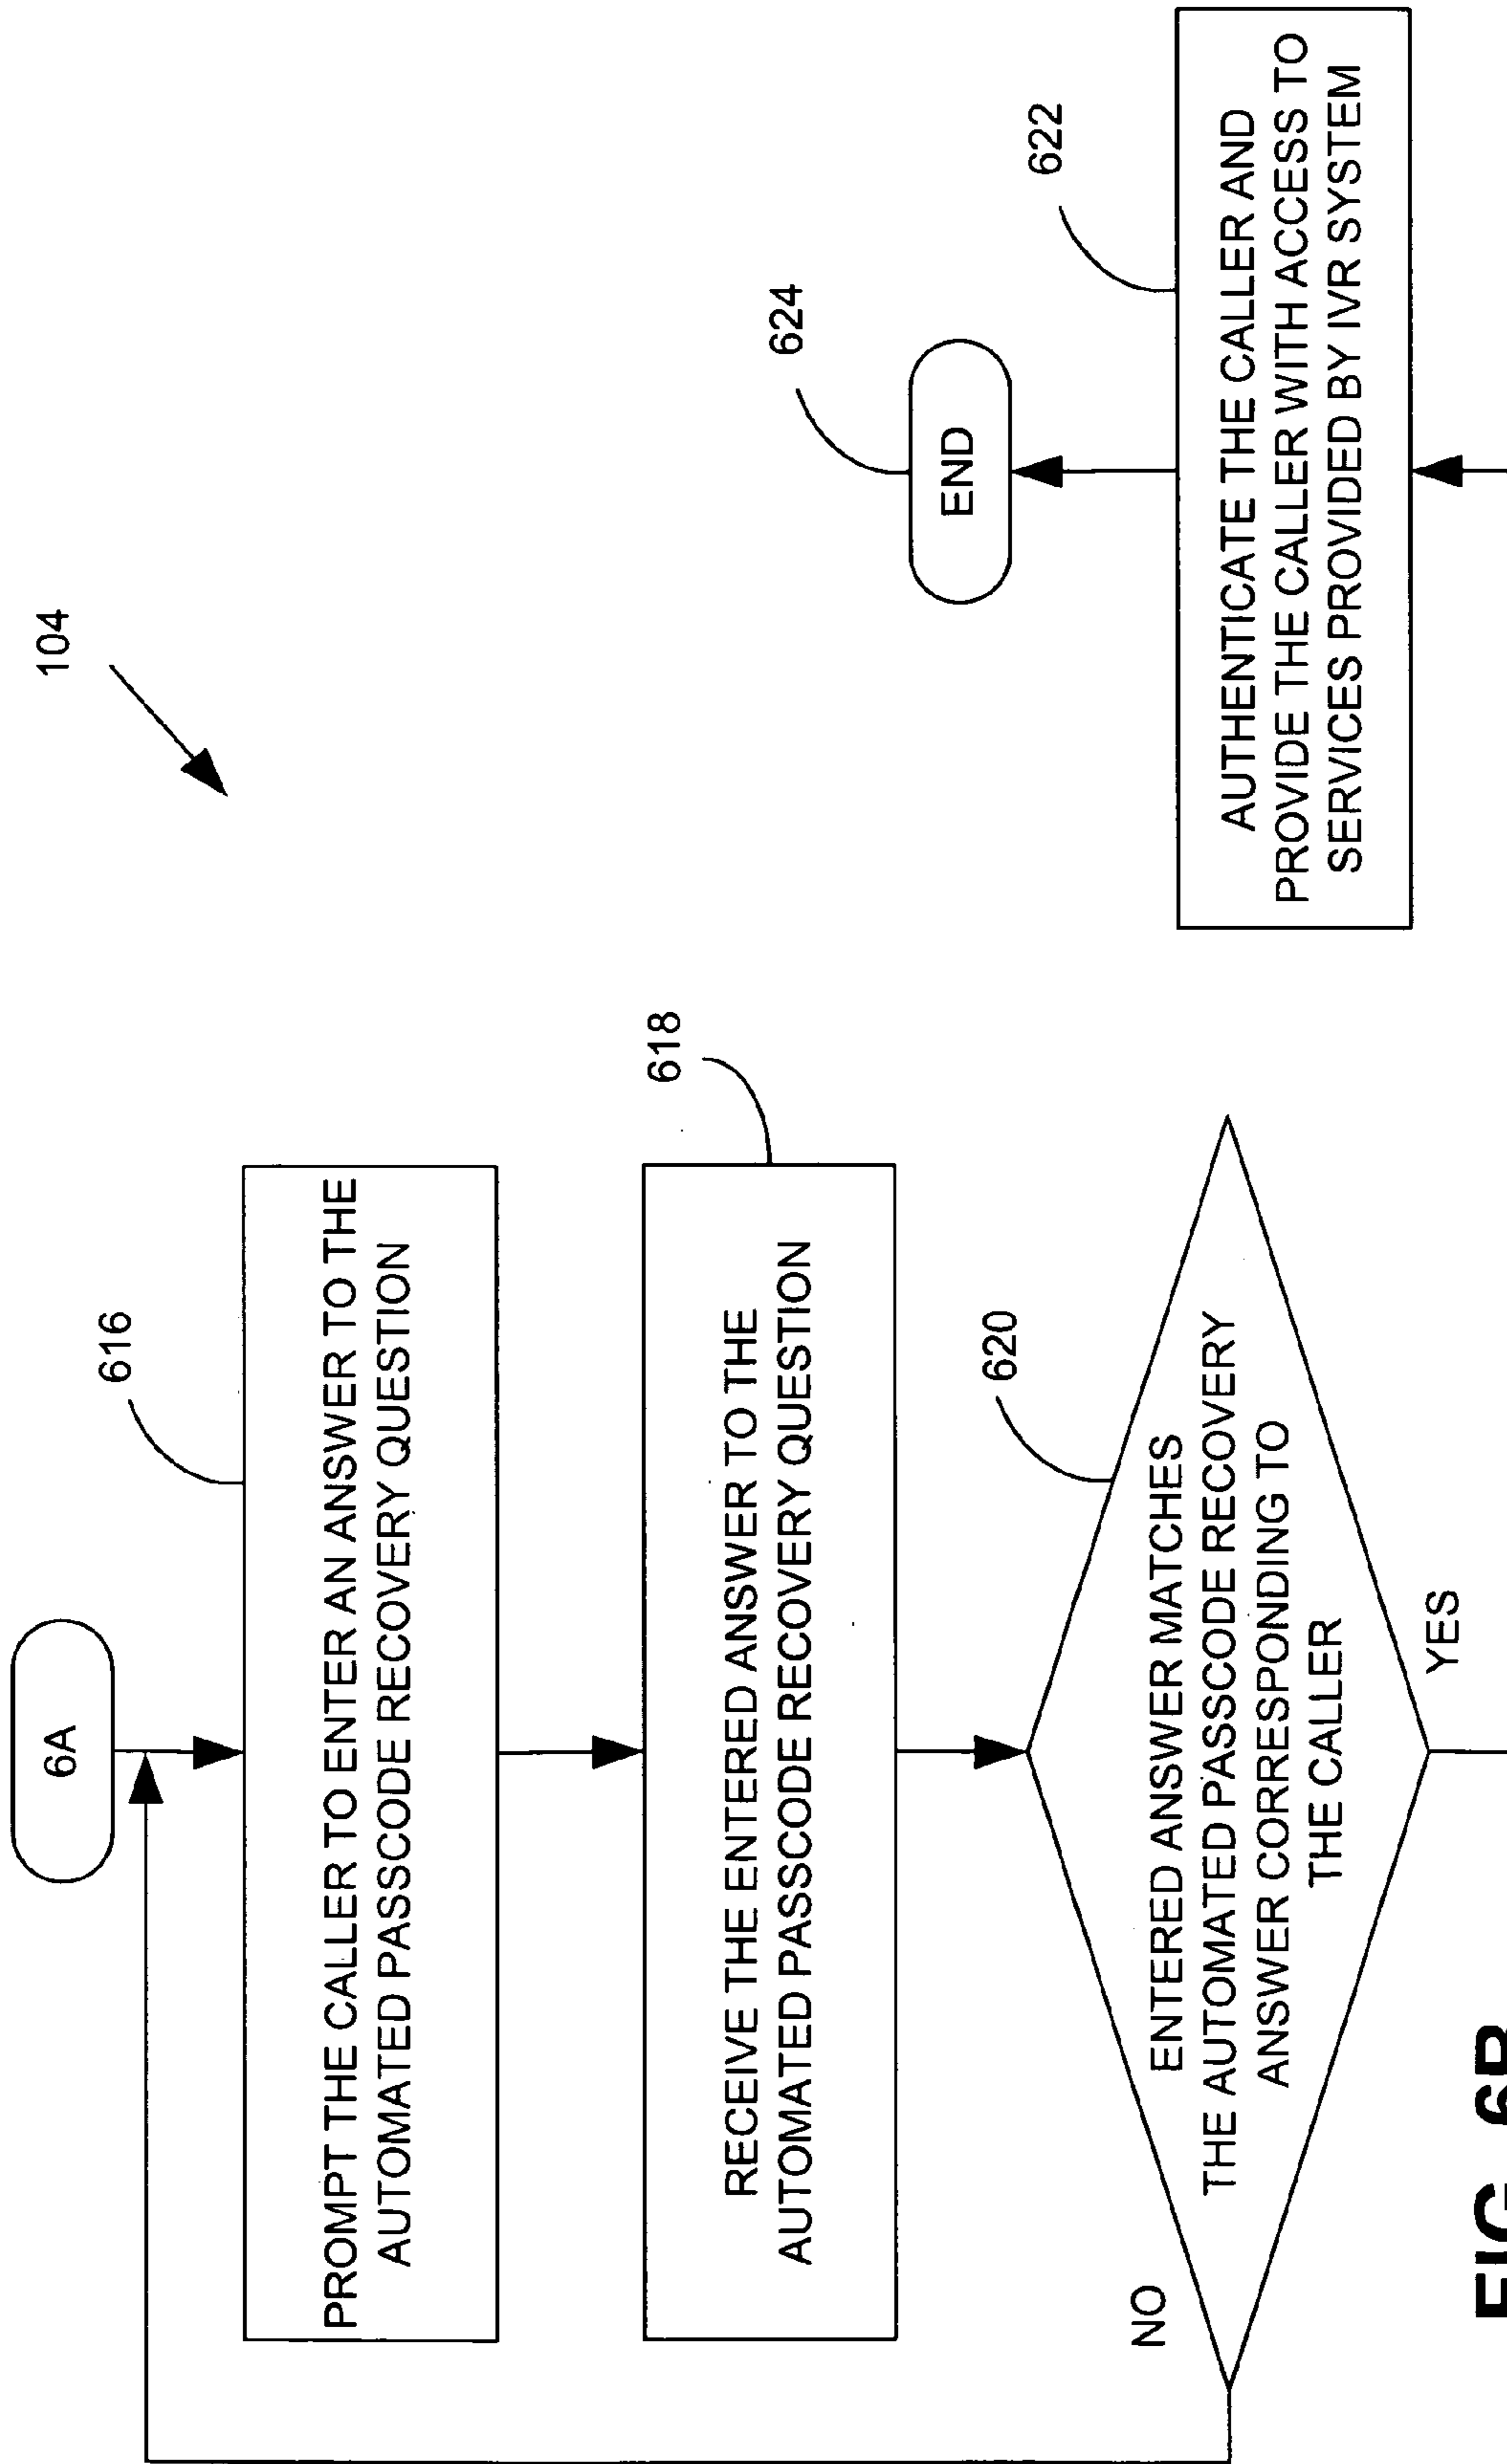 104
6A
616
PROMPT THE CALLER TO ENTER AN ANSWER TO THE
AUTOMATED PASSCODE RECOVERY QUESTION
618
RECEIVE THE ENTERED ANSWER TO THE
AUTOMATED PASSCODE RECOVERY QUESTION
620
ENTERED ANSWER MATCHES
THE AUTOMATED PASSCODE RECOVERY
ANSWER CORRESPONDING TO
THE CALLER
NO
YES
624
END
622
AUTHENTICATE THE CALLER AND
PROVIDE THE CALLER WITH ACCESS TO
SERVICES PROVIDED BY IVR SYSTEM
FIG. 6B